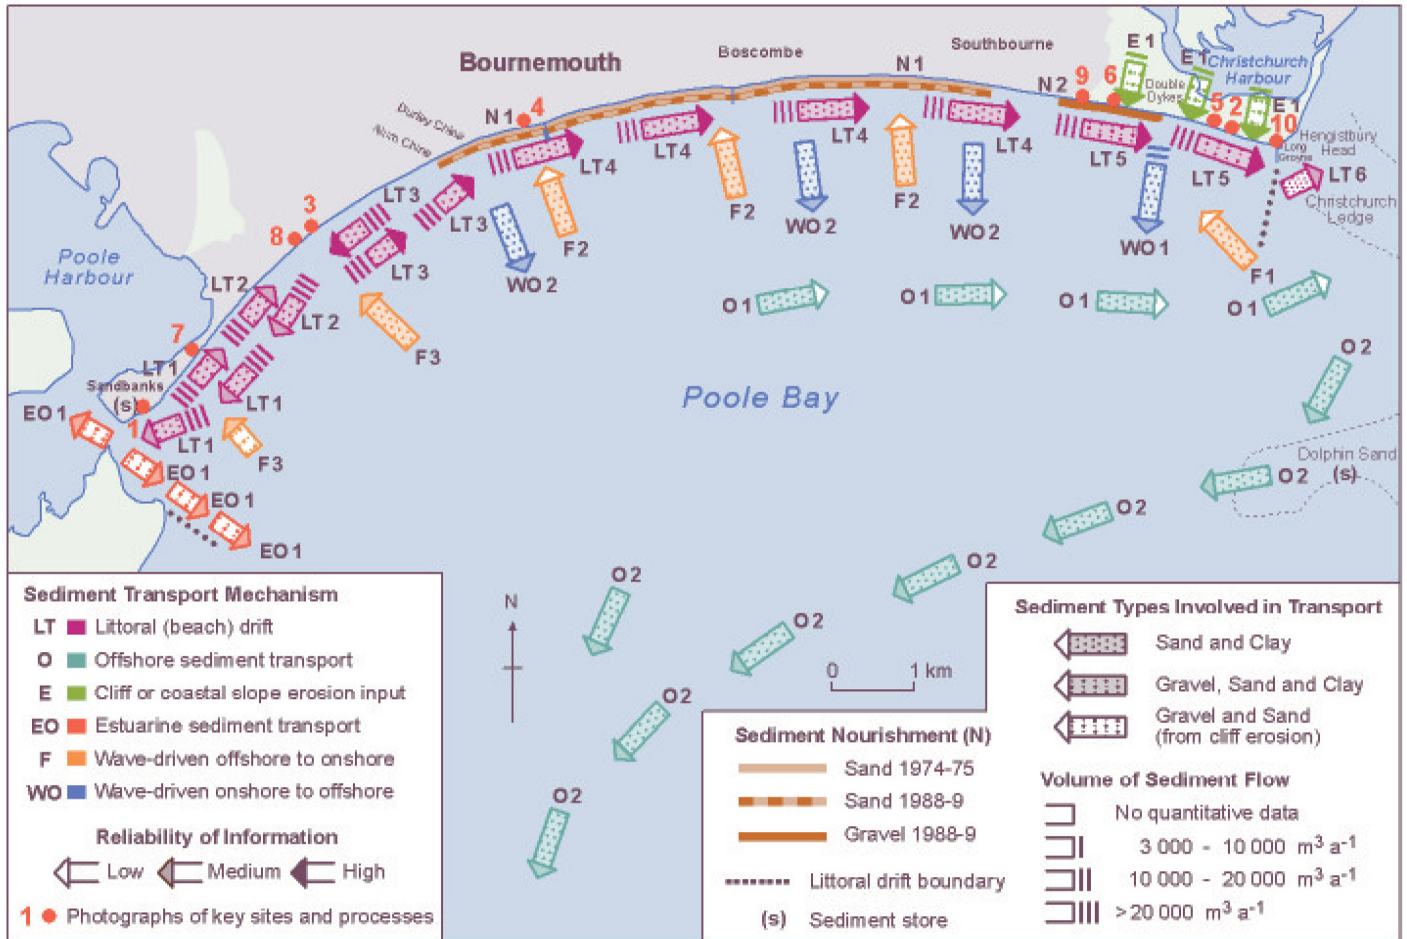 Bournemouth
Boscombe
Southbourne
Christchurch
Harbour
Durley Chine
Alum Chine
Double
Dykes
Long
Groyne
Hengistbury
Head
Christchurch
Ledge
Poole
Harbour
Sandbanks
(s)
Poole Bay
Dolphin Sand
(s)
N 1
4
N 1
N 2
9
6
E 1
E 1
E 1
5
2
10
3
8
7
1
LT 1
LT 1
LT 1
LT 2
LT 2
LT 3
LT 3
LT 3
LT 4
LT 4
LT 4
LT 4
LT 5
LT 5
LT 6
F 3
F 3
F 2
F 2
F 2
F 1
WO 2
WO 2
WO 2
WO 1
O 1
O 1
O 1
O 1
O 2
O 2
O 2
O 2
O 2
O 2
O 2
O 2
EO 1
EO 1
EO 1
EO 1
N
0 1 km
Sediment Transport Mechanism
LT Littoral (beach) drift
O Offshore sediment transport
E Cliff or coastal slope erosion input
EO Estuarine sediment transport
F Wave-driven offshore to onshore
WO Wave-driven onshore to offshore
Reliability of Information
Low Medium High
1 Photographs of key sites and processes
Sediment Nourishment (N)
Sand 1974-75
Sand 1988-9
Gravel 1988-9
Littoral drift boundary
(s) Sediment store
Sediment Types Involved in Transport
Sand and Clay
Gravel, Sand and Clay
Gravel and Sand
(from cliff erosion)
Volume of Sediment Flow
No quantitative data
3 000 - 10 000 m³ a⁻¹
10 000 - 20 000 m³ a⁻¹
>20 000 m³ a⁻¹